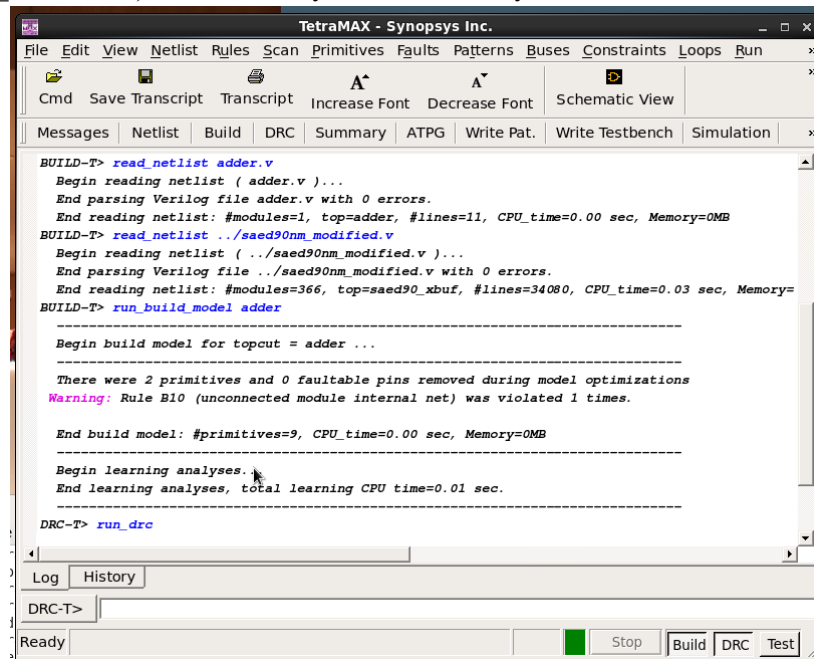 TetraMAX - Synopsys Inc.
File Edit View Netlist Rules Scan Primitives Faults Patterns Buses Constraints Loops Run »
Cmd Save Transcript Transcript Increase Font Decrease Font Schematic View »
Messages Netlist Build DRC Summary ATPG Write Pat. Write Testbench Simulation »
BUILD-T> read_netlist adder.v
Begin reading netlist ( adder.v )...
End parsing Verilog file adder.v with 0 errors.
End reading netlist: #modules=1, top=adder, #lines=11, CPU_time=0.00 sec, Memory=0MB
BUILD-T> read_netlist ../saed90nm_modified.v
Begin reading netlist ( ../saed90nm_modified.v )...
End parsing Verilog file ../saed90nm_modified.v with 0 errors.
End reading netlist: #modules=366, top=saed90_xbuf, #lines=34080, CPU_time=0.03 sec, Memory=
BUILD-T> run_build_model adder
------------------------------------------------------------------------------
Begin build model for topcut = adder ...
------------------------------------------------------------------------------
There were 2 primitives and 0 faultable pins removed during model optimizations
Warning: Rule B10 (unconnected module internal net) was violated 1 times.
End build model: #primitives=9, CPU_time=0.00 sec, Memory=0MB
------------------------------------------------------------------------------
Begin learning analyses...
End learning analyses, total learning CPU time=0.01 sec.
------------------------------------------------------------------------------
DRC-T> run_drc
Log History
DRC-T>
Ready Stop Build DRC Test